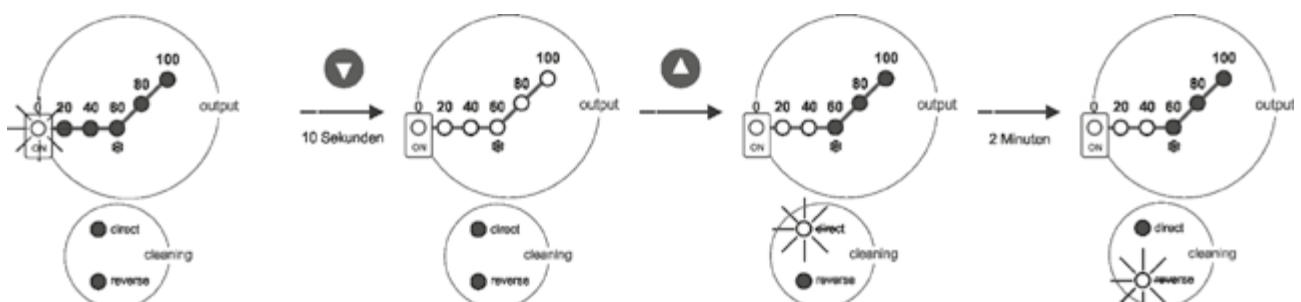 100
80
0 20 40 60
output
ON
direct
cleaning
reverse
10 Sekunden
100
80
0 20 40 60
output
ON
direct
cleaning
reverse
100
80
0 20 40 60
output
ON
direct
cleaning
reverse
2 Minuten
100
80
0 20 40 60
output
ON
direct
cleaning
reverse